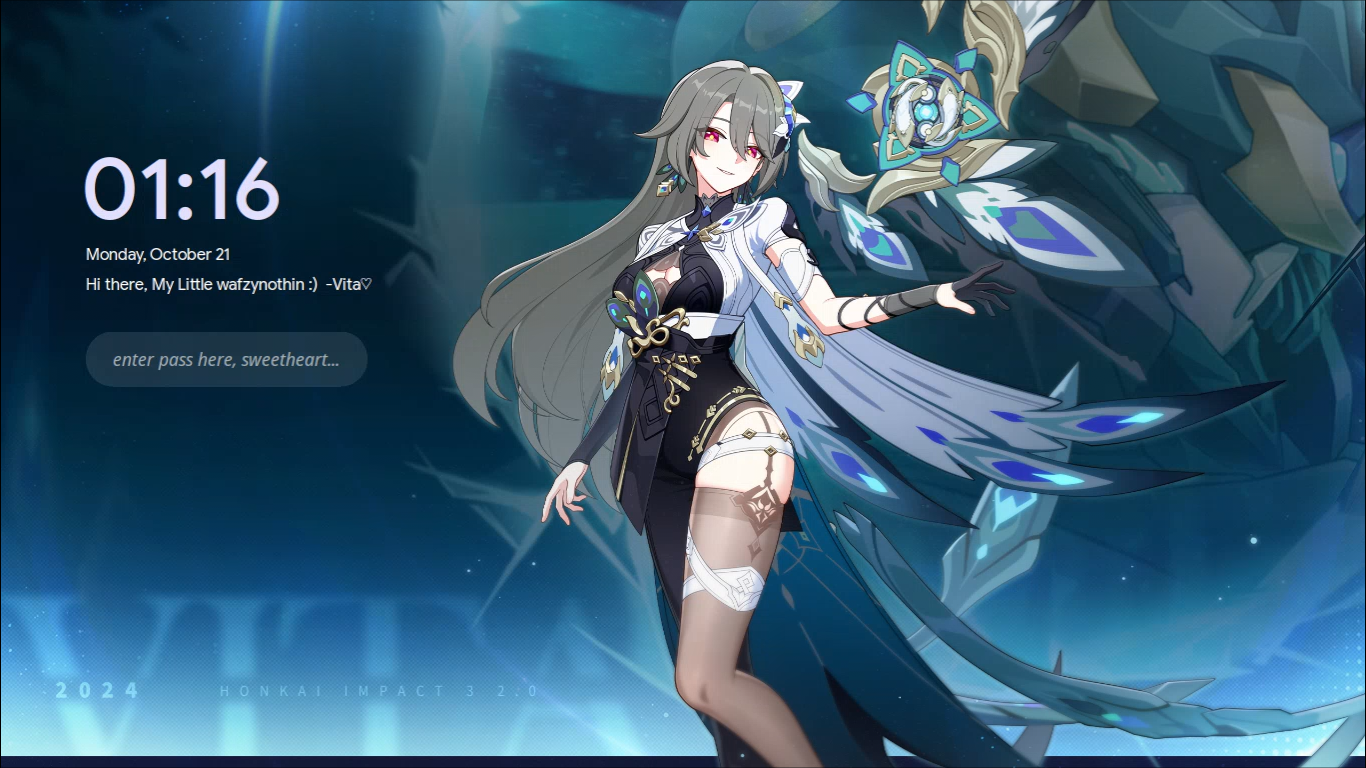 01:16
Monday, October 21
Hi there, My Little wafzynothin :) -Vita♡
enter pass here, sweetheart...
VITA
2024 HONKAI IMPACT 3 2.0